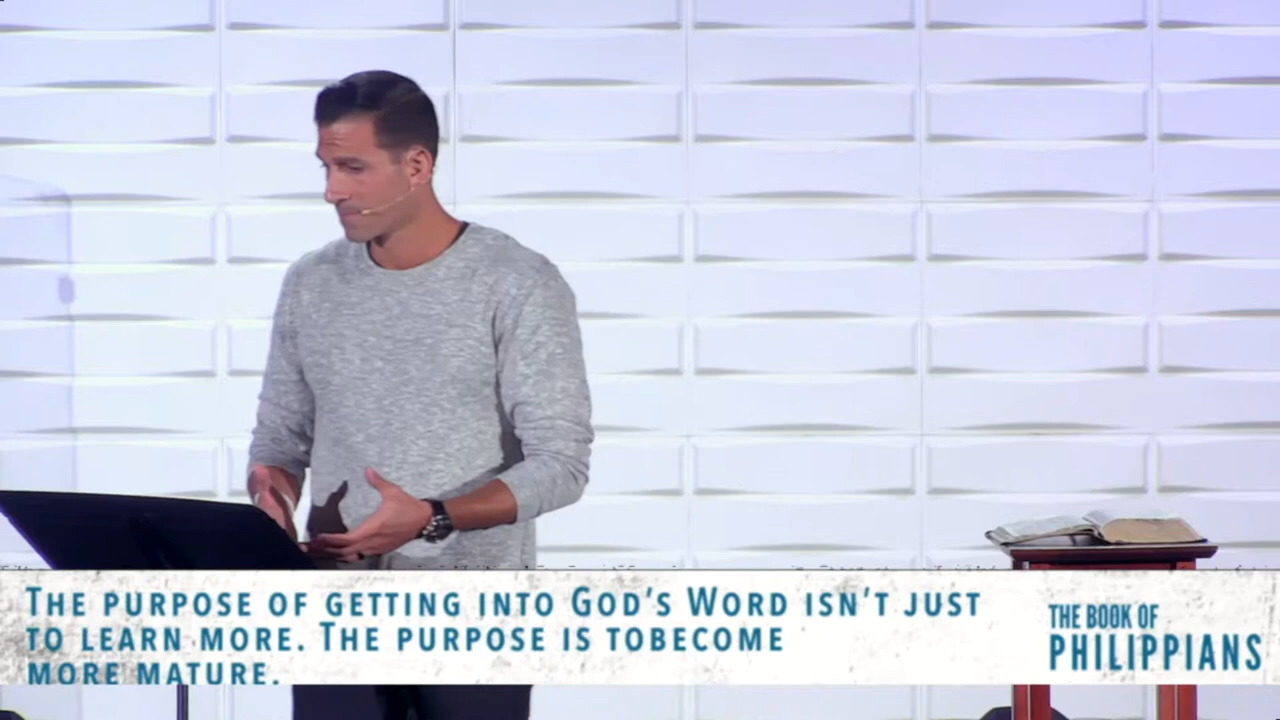 THE PURPOSE OF GETTING INTO GOD'S WORD ISN'T JUST
TO LEARN MORE. THE PURPOSE IS TOBECOME
MORE MATURE.
THE BOOK OF
PHILIPPIANS